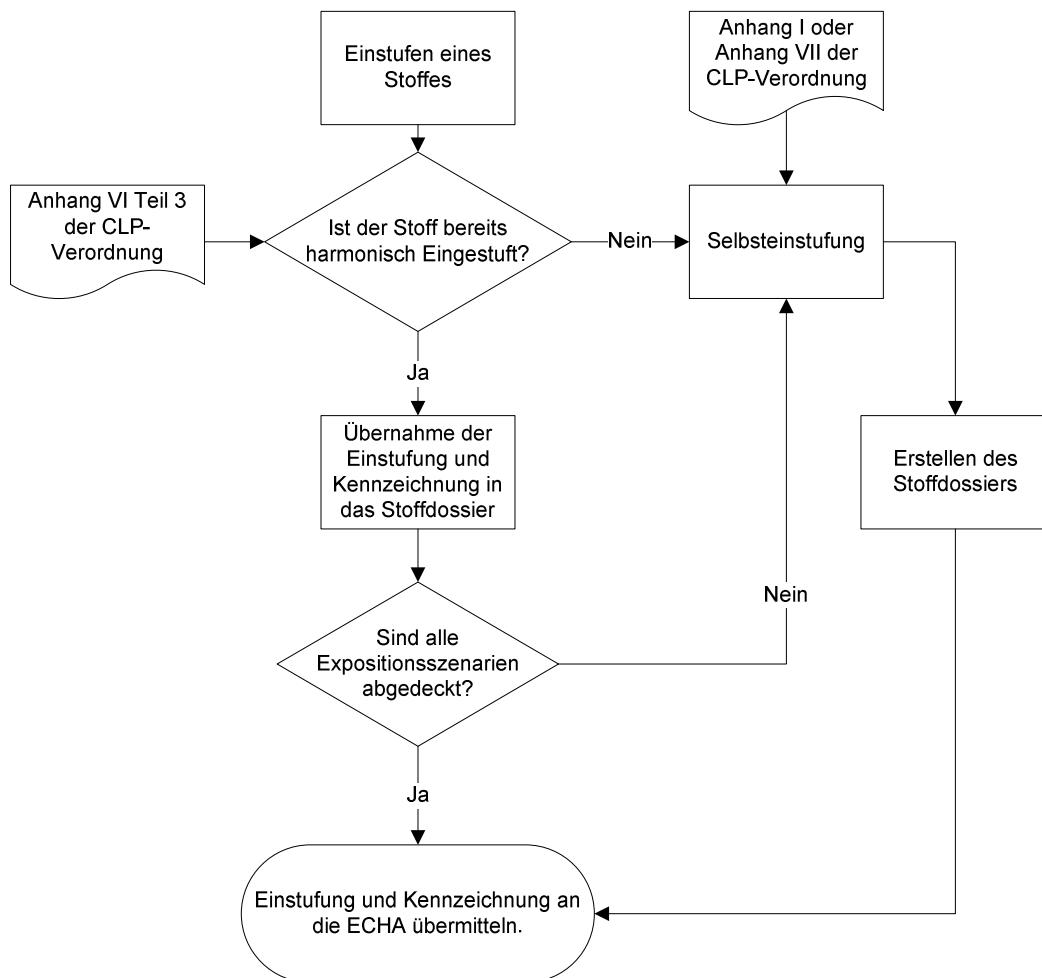 Einstufen eines
Stoffes
Anhang I oder
Anhang VII der
CLP-Verordnung
Anhang VI Teil 3
der CLP-
Verordnung
Ist der Stoff bereits
harmonisch Eingestuft?
Nein
Selbsteinstufung
Ja
Übernahme der
Einstufung und
Kennzeichnung in
das Stoffdossier
Erstellen des
Stoffdossiers
Sind alle
Expositionsszenarien
abgedeckt?
Nein
Ja
Einstufung und Kennzeichnung an
die ECHA übermitteln.